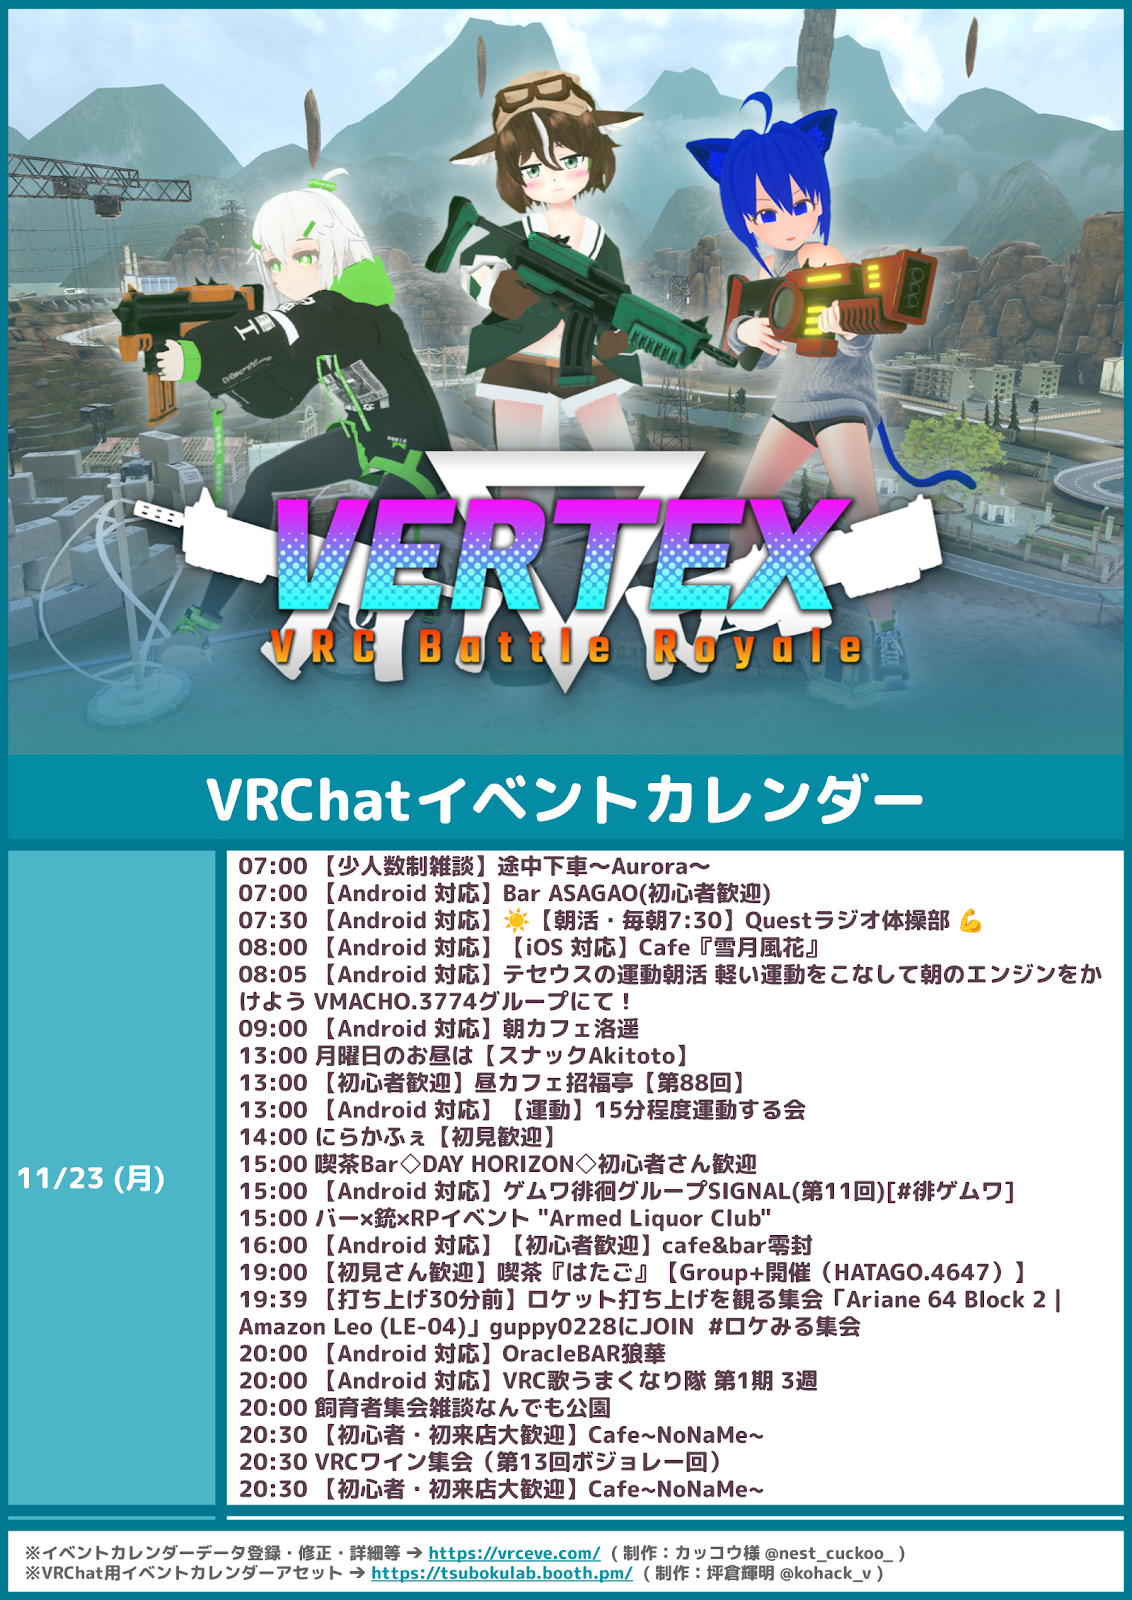 VERTEX
VRC Battle Royale
VRChatイベントカレンダー
11/23 (月)
07:00 【少人数制雑談】途中下車〜Aurora〜
07:00 【Android 対応】Bar ASAGAO(初心者歓迎)
07:30 【Android 対応】☀️【朝活・毎朝7:30】Questラジオ体操部 💪
08:00 【Android 対応】【iOS 対応】Cafe『雪月風花』
08:05 【Android 対応】テセウスの運動朝活 軽い運動をこなして朝のエンジンをか
けよう VMACHO.3774グループにて！
09:00 【Android 対応】朝カフェ洛遥
13:00 月曜日のお昼は【スナックAkitoto】
13:00 【初心者歓迎】昼カフェ招福亭【第88回】
13:00 【Android 対応】【運動】15分程度運動する会
14:00 にらかふぇ【初見歓迎】
15:00 喫茶Bar◇DAY HORIZON◇初心者さん歓迎
15:00 【Android 対応】ゲムワ徘徊グループSIGNAL(第11回)[#徘ゲムワ]
15:00 バー×銃×RPイベント "Armed Liquor Club"
16:00 【Android 対応】【初心者歓迎】cafe&bar零封
19:00 【初見さん歓迎】喫茶『はたご』【Group+開催（HATAGO.4647）】
19:39 【打ち上げ30分前】ロケット打ち上げを観る集会「Ariane 64 Block 2 |
Amazon Leo (LE-04)」guppy0228にJOIN #ロケみる集会
20:00 【Android 対応】OracleBAR狼華
20:00 【Android 対応】VRC歌うまくなり隊 第1期 3週
20:00 飼育者集会雑談なんでも公園
20:30 【初心者・初来店大歓迎】Cafe~NoNaMe~
20:30 VRCワイン集会（第13回ボジョレー回）
20:30 【初心者・初来店大歓迎】Cafe~NoNaMe~
※イベントカレンダーデータ登録・修正・詳細等 → https://vrceve.com/ ( 制作：カッコウ様 @nest_cuckoo_ )
※VRChat用イベントカレンダーアセット → https://tsubokulab.booth.pm/ ( 制作：坪倉輝明 @kohack_v )